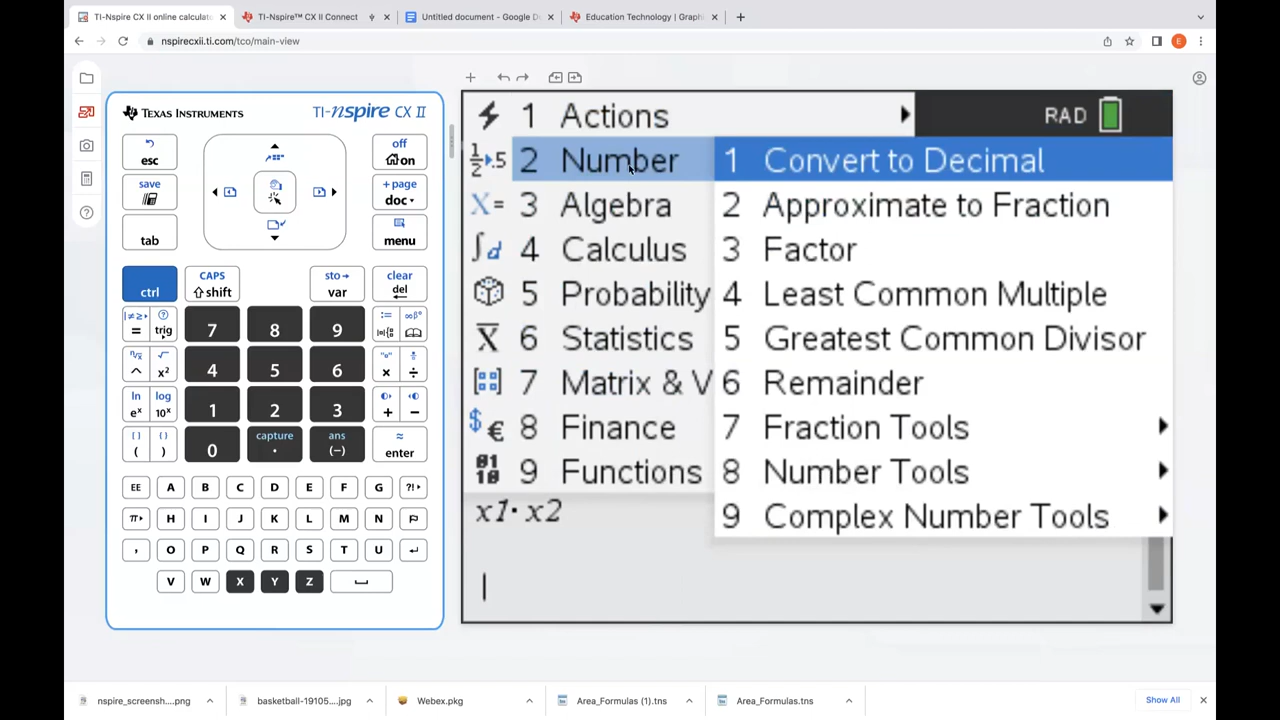 TI-Nspire CX II online calculato
TI-Nspire™ CX II Connect
Untitled document - Google D
Education Technology | Graphi
nspirecxii.ti.com/tco/main-view
E
TEXAS INSTRUMENTS
TI-nspire CX II
esc
off
on
save
+ page
doc
tab
menu
ctrl
CAPS
shift
sto→
var
clear
del
= trig 7 8 9
^ x² 4 5 6 × ÷
ln log
eˣ 10ˣ 1 2 3 + −
( ) 0
capture
.
ans
(−)
≈
enter
EE A B C D E F G ?!
π H I J K L M N
, O P Q R S T U
V W X Y Z
1 Actions
RAD
2 Number
3 Algebra
4 Calculus
5 Probability
6 Statistics
7 Matrix & V
8 Finance
9 Functions
1 Convert to Decimal
2 Approximate to Fraction
3 Factor
4 Least Common Multiple
5 Greatest Common Divisor
6 Remainder
7 Fraction Tools
8 Number Tools
9 Complex Number Tools
x1· x2
nspire_screensh....png
basketball-19105...jpg
Webex.pkg
Area_Formulas (1).tns
Area_Formulas.tns
Show All